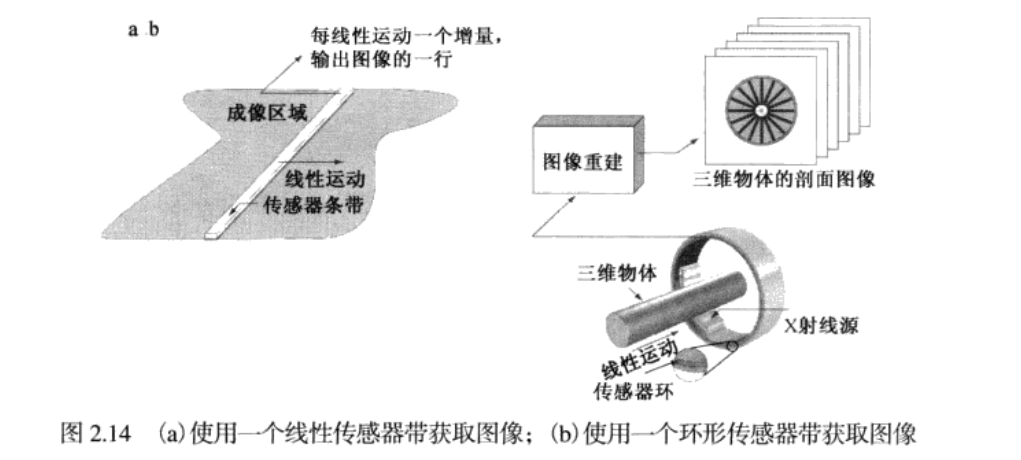 a b
每线性运动一个增量，
输出图像的一行
成像区域
线性运动
传感器条带
图像重建
三维物体的剖面图像
三维物体
X射线源
线性运动
传感器环
图 2.14 (a)使用一个线性传感器带获取图像；(b)使用一个环形传感器带获取图像